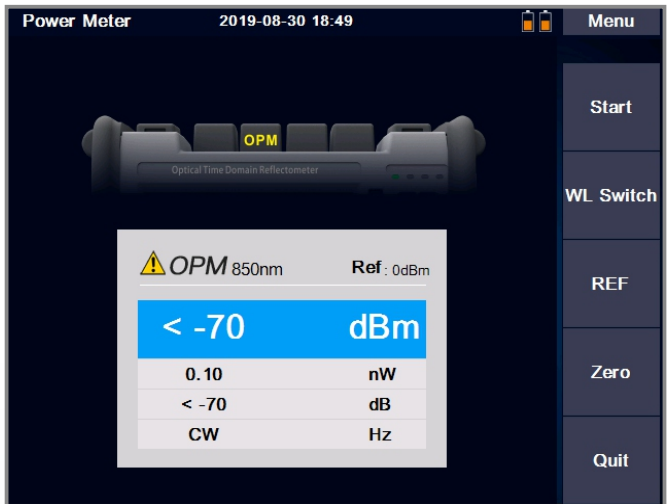 Power Meter 2019-08-30 18:49 Menu
OPM
Optical Time Domain Reflectometer
Start
WL Switch
REF
Zero
Quit
OPM 850nm Ref: 0dBm
< -70 dBm
0.10 nW
< -70 dB
CW Hz